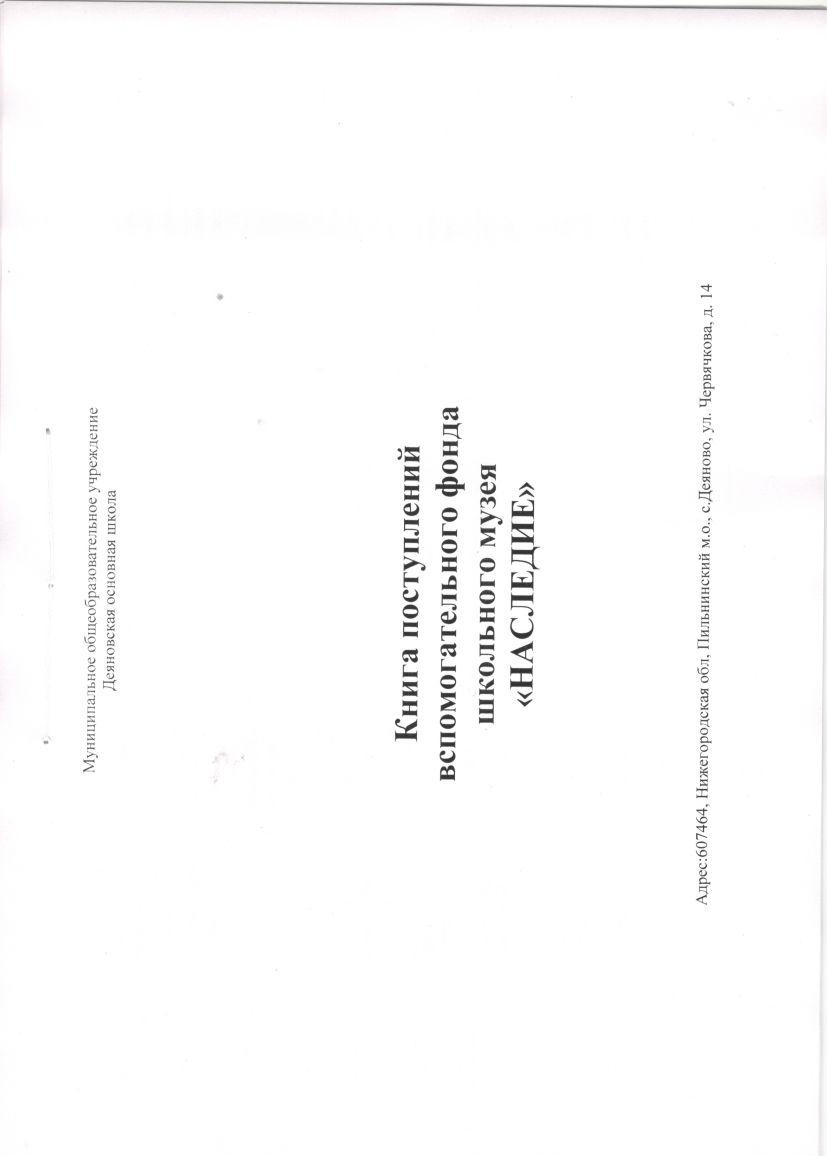 Муниципальное общеобразовательное учреждение
Деяновская основная школа
Книга поступлений
вспомогательного фонда
школьного музея
«НАСЛЕДИЕ»
Адрес:607464, Нижегородская обл, Пильнинский м.о., с.Деяново, ул. Червячкова, д. 14